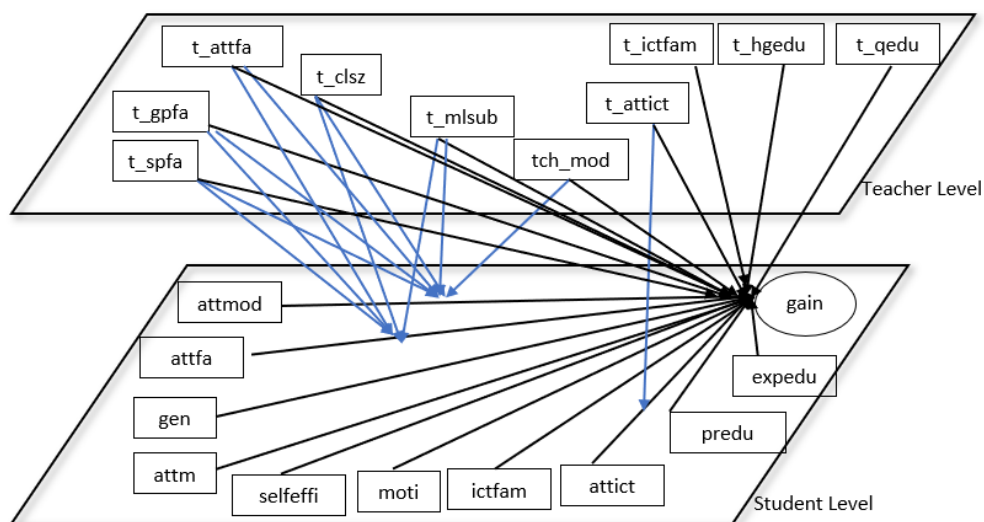 t_attfa
t_ictfam
t_hgedu
t_qedu
t_clsz
t_gpfa
t_mlsub
t_attict
t_spfa
tch_mod
Teacher Level
attmod
gain
attfa
expedu
gen
predu
attm
selfeffi
moti
ictfam
attict
Student Level